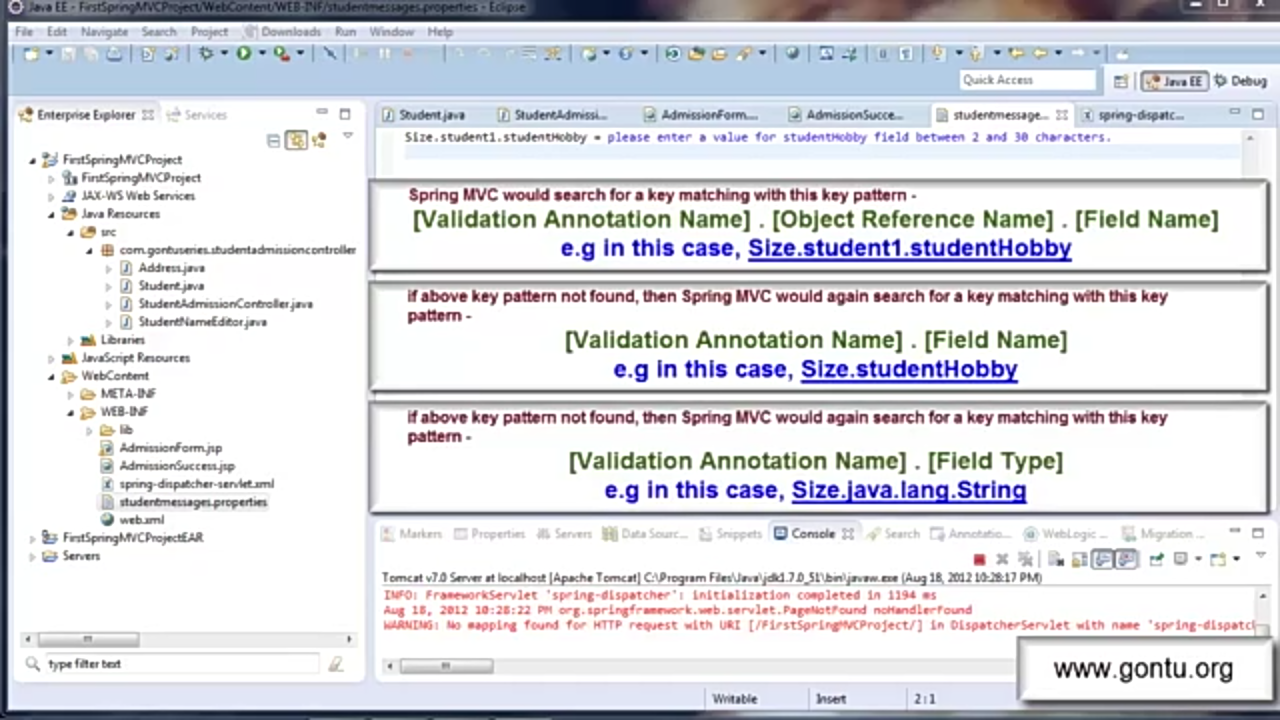 Java EE - FirstSpringMVCProject/WebContent/WEB-INF/studentmessages.properties - Eclipse
File Edit Navigate Search Project Downloads Run Window Help
Quick Access Java EE Debug
Enterprise Explorer Services
Student.java StudentAdmissi... AdmissionForm.... AdmissionSucce... studentmessage... spring-dispatc...
Size.student1.studentHobby = please enter a value for studentHobby field between 2 and 30 characters.
FirstSpringMVCProject
FirstSpringMVCProject
JAX-WS Web Services
Java Resources
src
com.gontuseries.studentadmissioncontroller
Address.java
Student.java
StudentAdmissionController.java
StudentNameEditor.java
Libraries
JavaScript Resources
WebContent
META-INF
WEB-INF
lib
AdmissionForm.jsp
AdmissionSuccess.jsp
spring-dispatcher-servlet.xml
studentmessages.properties
web.xml
FirstSpringMVCProjectEAR
Servers
type filter text
Spring MVC would search for a key matching with this key pattern -
[Validation Annotation Name] . [Object Reference Name] . [Field Name]
e.g in this case, Size.student1.studentHobby
if above key pattern not found, then Spring MVC would again search for a key matching with this key
pattern -
[Validation Annotation Name] . [Field Name]
e.g in this case, Size.studentHobby
if above key pattern not found, then Spring MVC would again search for a key matching with this key
pattern -
[Validation Annotation Name] . [Field Type]
e.g in this case, Size.java.lang.String
Markers Properties Servers Data Sourc... Snippets Console Search Annotatio... WebLogic ... Migration ...
Tomcat v7.0 Server at localhost [Apache Tomcat] C:\Program Files\Java\jdk1.7.0_51\bin\javaw.exe (Aug 18, 2012 10:28:17 PM)
INFO: FrameworkServlet 'spring-dispatcher': initialization completed in 1194 ms
Aug 18, 2012 10:28:22 PM org.springframework.web.servlet.PageNotFound noHandlerFound
WARNING: No mapping found for HTTP request with URI [/FirstSpringMVCProject/] in DispatcherServlet with name 'spring-dispatc
www.gontu.org
Writable Insert 2 : 1